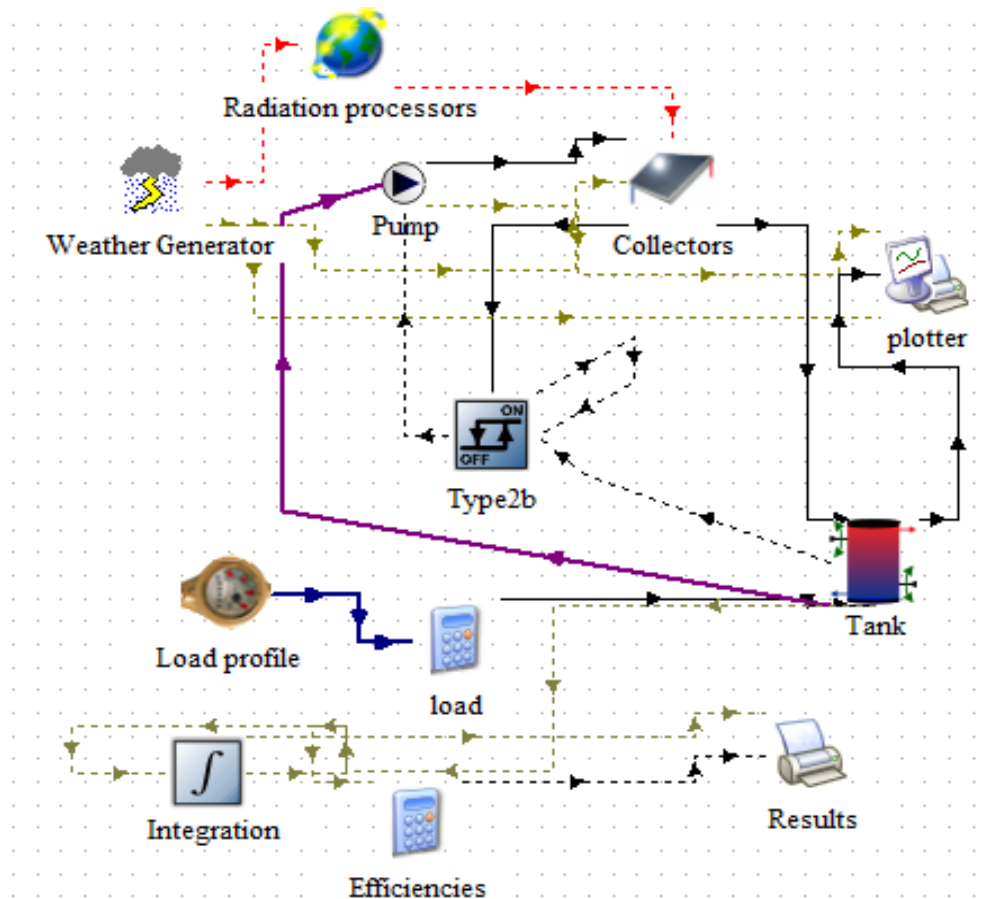 Radiation processors
Weather Generator
Pump
Collectors
plotter
ON
OFF
Type2b
Tank
Load profile
load
∫
Integration
Results
Efficiencies